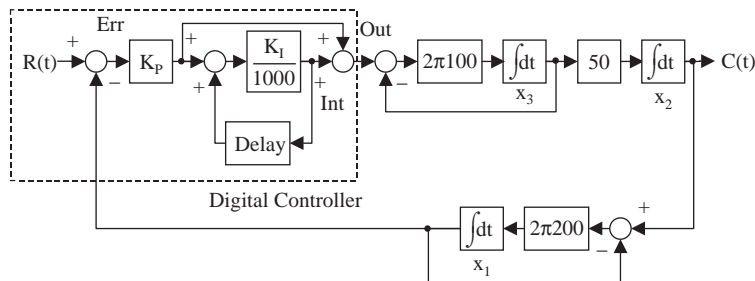 Err
Out
+
R(t)
−
K_P
+
+
K_I
1000
+
+
+
Int
Delay
Digital Controller
−
2π100
∫dt
x_3
50
∫dt
x_2
C(t)
∫dt
x_1
2π200
−
+